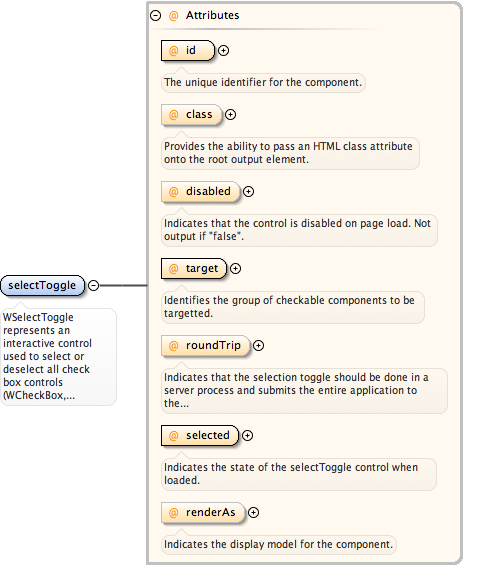 @ Attributes
@ id
The unique identifier for the component.
@ class
Provides the ability to pass an HTML class attribute
onto the root output element.
@ disabled
Indicates that the control is disabled on page load. Not
output if "false".
@ target
Identifies the group of checkable components to be
targetted.
selectToggle
WSelectToggle
represents an
interactive control
used to select or
deselect all check
box controls
(WCheckBox,...
@ roundTrip
Indicates that the selection toggle should be done in a
server process and submits the entire application to
the...
@ selected
Indicates the state of the selectToggle control when
loaded.
@ renderAs
Indicates the display model for the component.